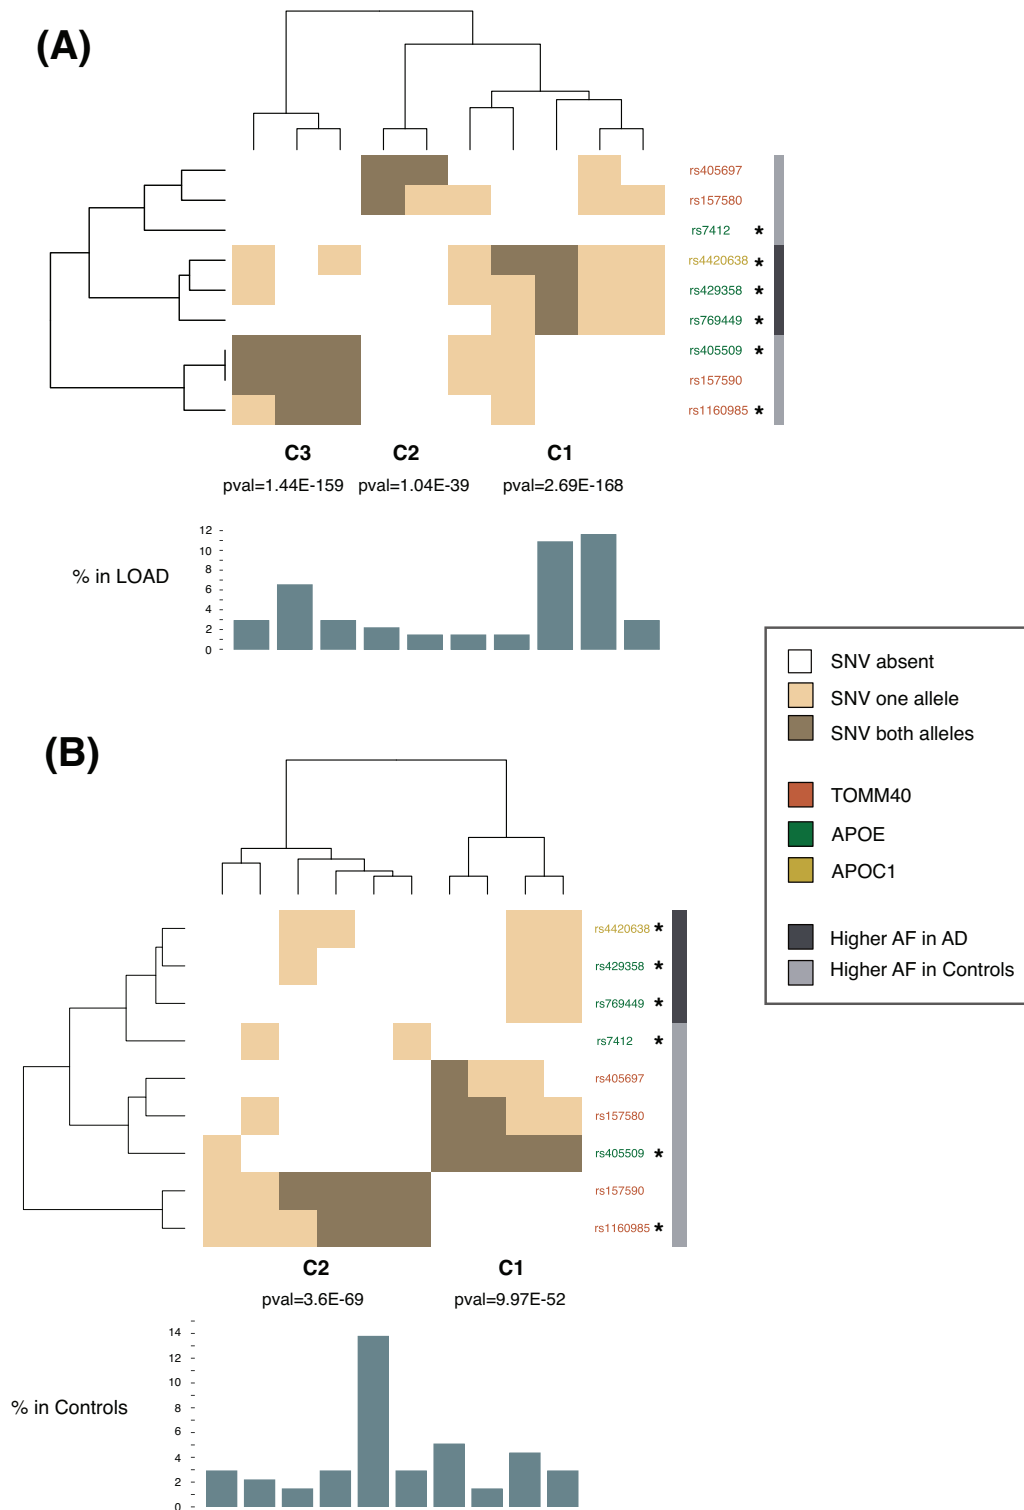 (A)
rs405697
rs157580
rs7412 *
rs4420638 *
rs429358 *
rs769449 *
rs405509 *
rs157590
rs1160985 *
C3 C2 C1
pval=1.44E-159 pval=1.04E-39 pval=2.69E-168
12
10
8
6
4
2
0
% in LOAD
SNV absent
SNV one allele
SNV both alleles
TOMM40
APOE
APOC1
Higher AF in AD
Higher AF in Controls
(B)
rs4420638 *
rs429358 *
rs769449 *
rs7412 *
rs405697
rs157580
rs405509 *
rs157590
rs1160985 *
C2 C1
pval=3.6E-69 pval=9.97E-52
14
12
10
8
6
4
2
0
% in Controls